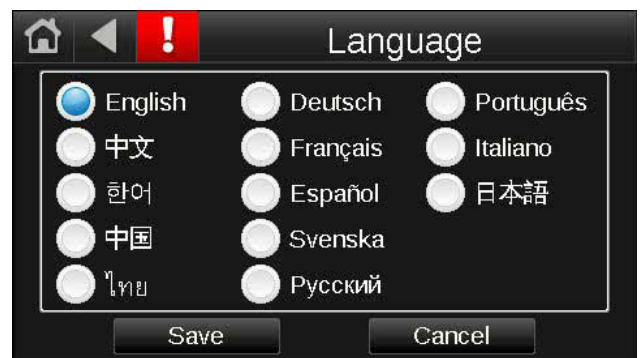 ! Language
English Deutsch Português
中文 Français Italiano
한어 Español 日本語
中国 Svenska
ไทย Русский
Save Cancel